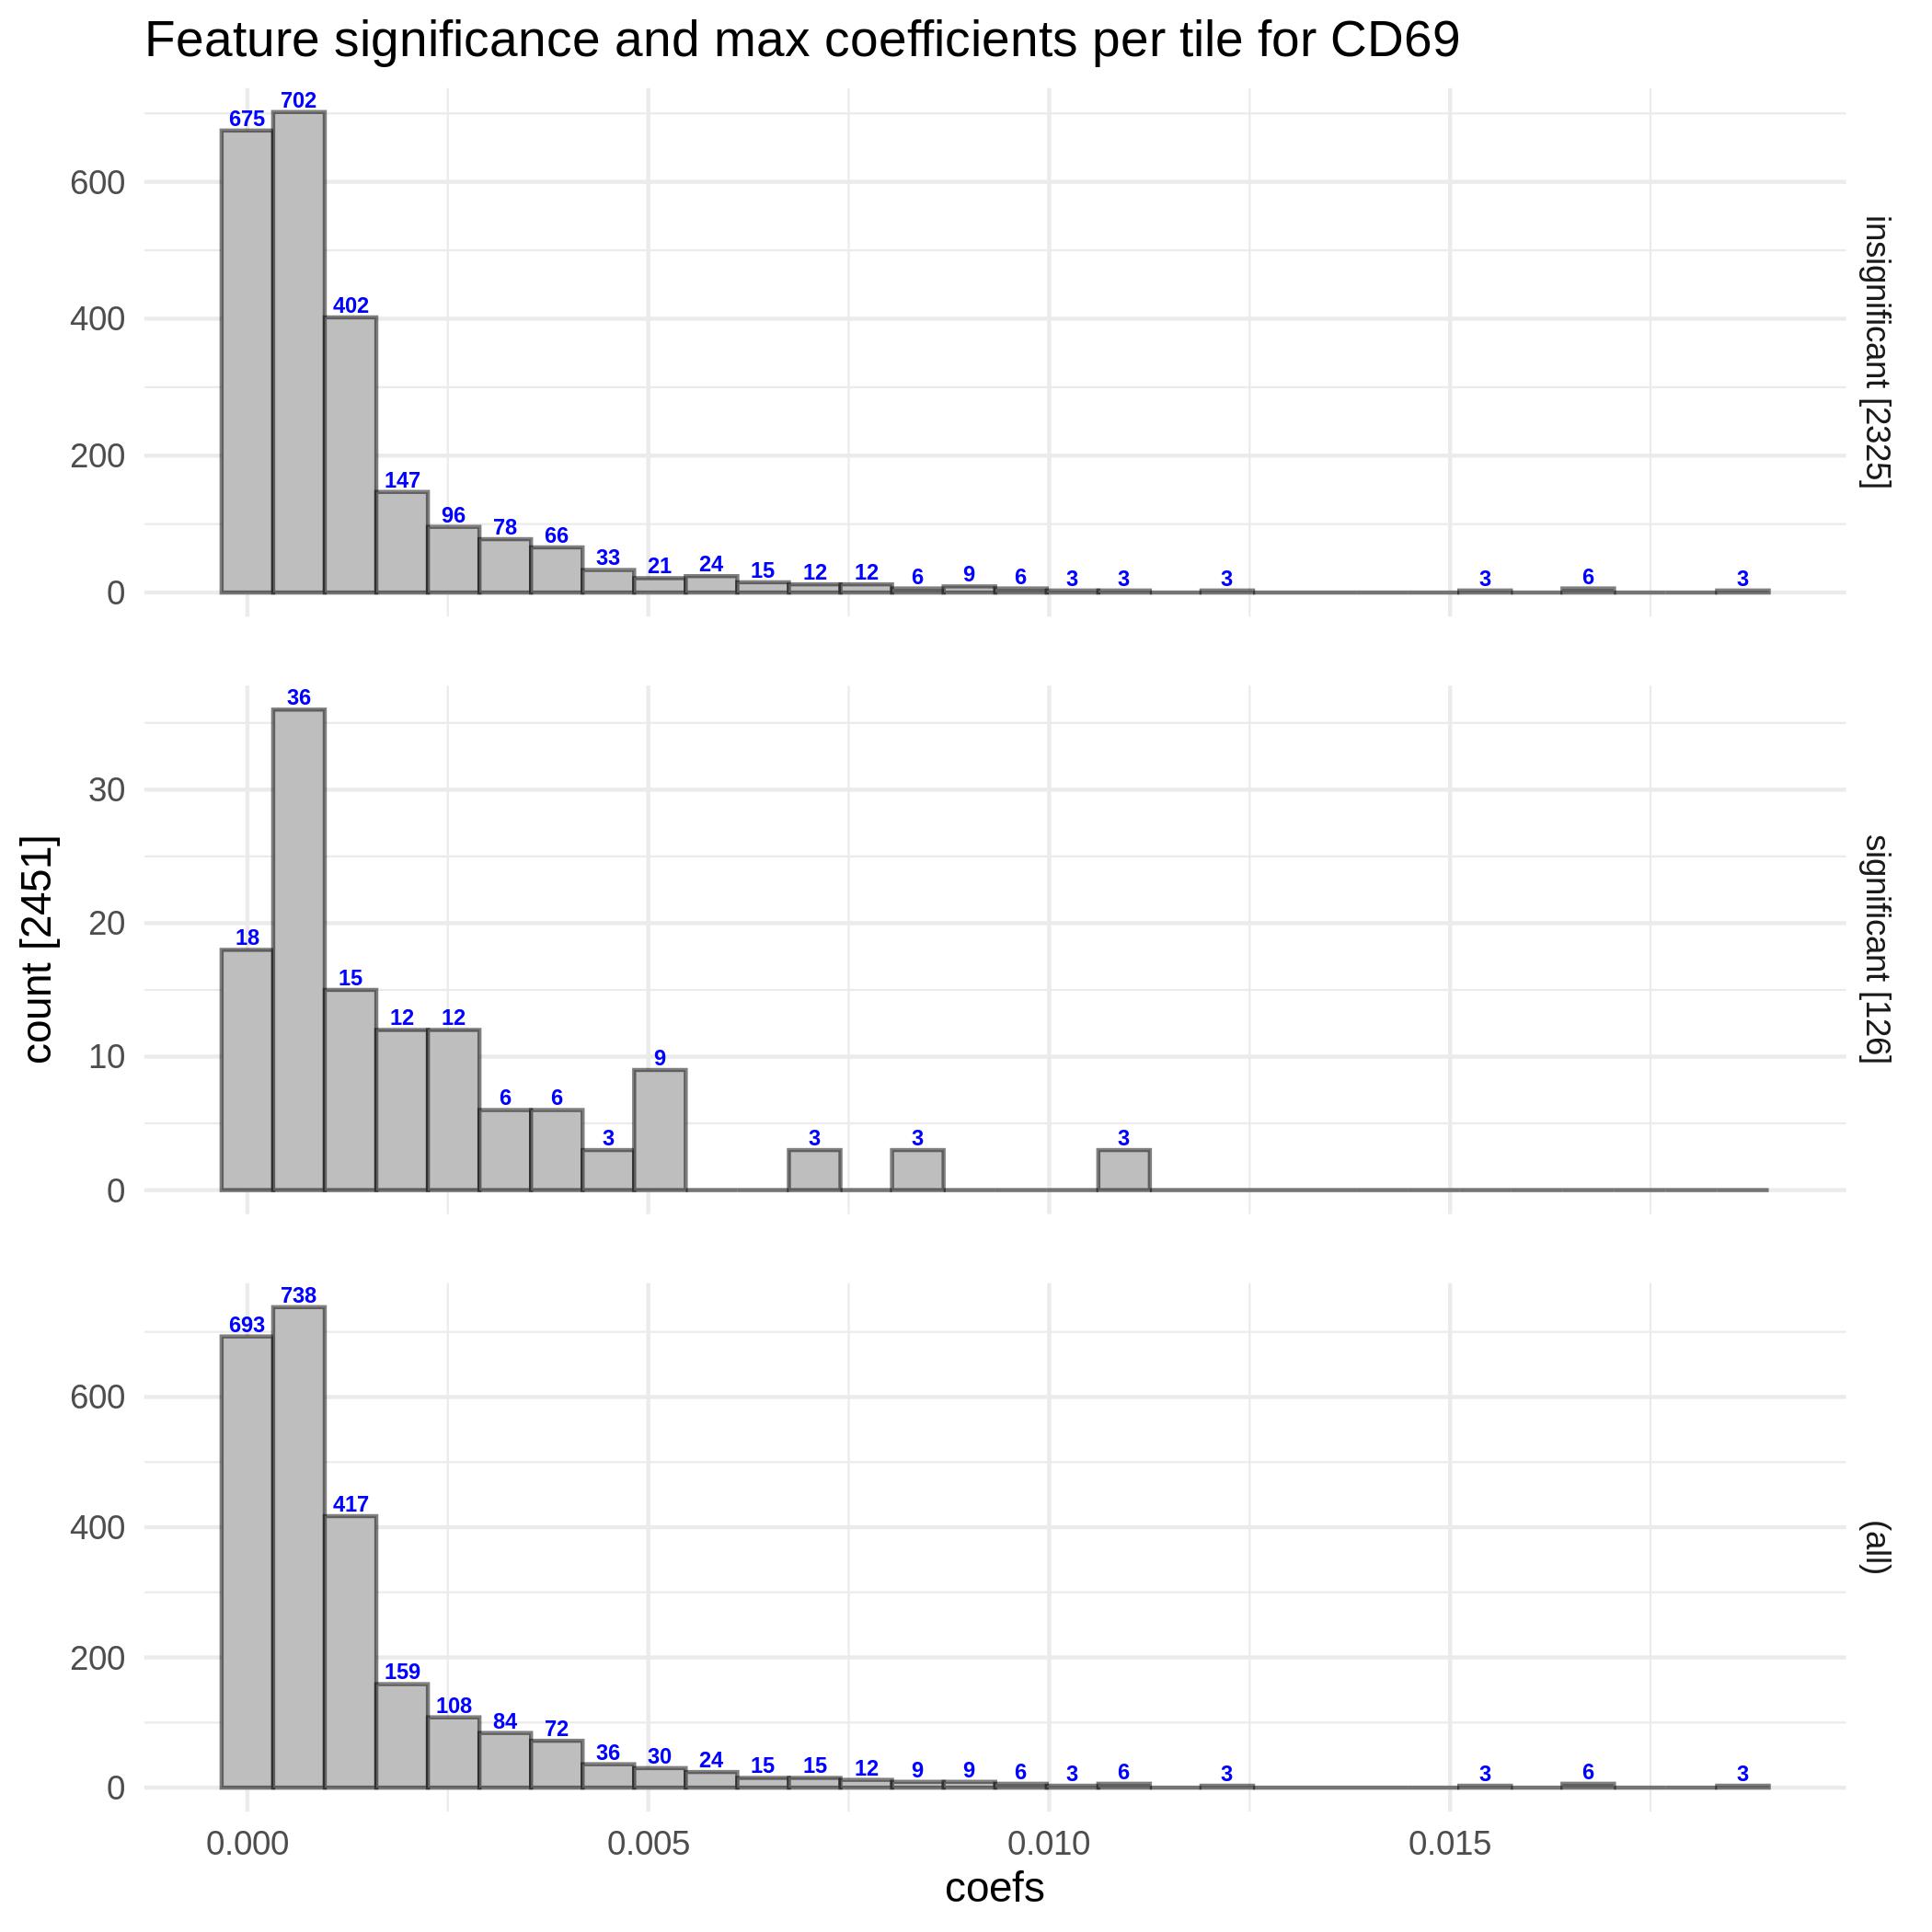 Feature significance and max coefficients per tile for CD69
675 702 402 147 96 78 66 33 21 24 15 12 12 6 9 6 3 3 3 3 6 3
600
400
200
0
insignificant [2325]
count [2451]
18 36 15 12 12 6 6 3 9 3 3 3
30
20
10
0
significant [126]
693 738 417 159 108 84 72 36 30 24 15 15 12 9 9 6 3 6 3 3 6 3
600
400
200
0
(all)
0.000 0.005 0.010 0.015
coefs